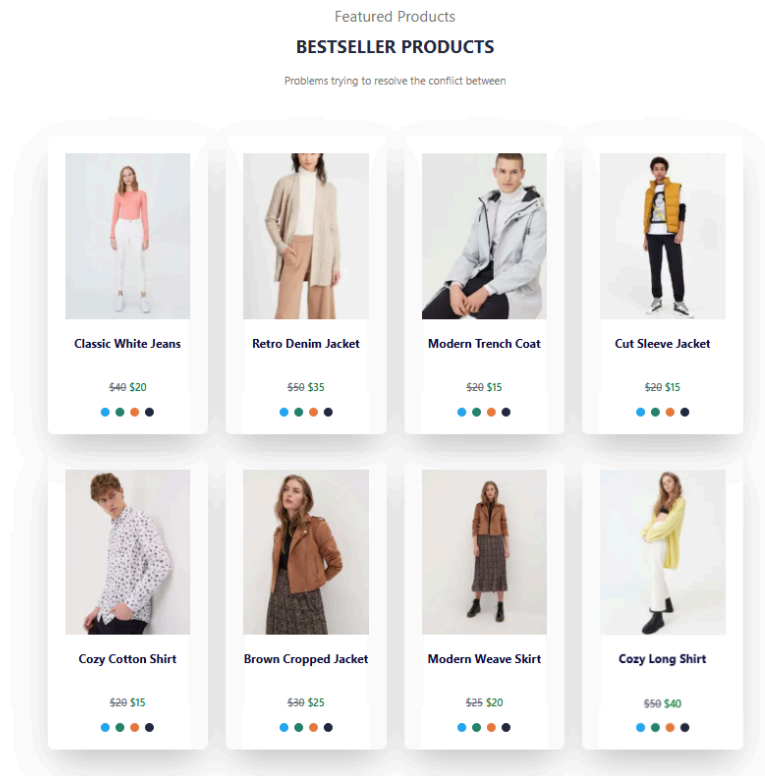 Featured Products
BESTSELLER PRODUCTS
Problems trying to resolve the conflict between
Classic White Jeans
$40 $20
Retro Denim Jacket
$50 $35
Modern Trench Coat
$20 $15
Cut Sleeve Jacket
$20 $15
Cozy Cotton Shirt
$20 $15
Brown Cropped Jacket
$30 $25
Modern Weave Skirt
$25 $20
Cozy Long Shirt
$50 $40